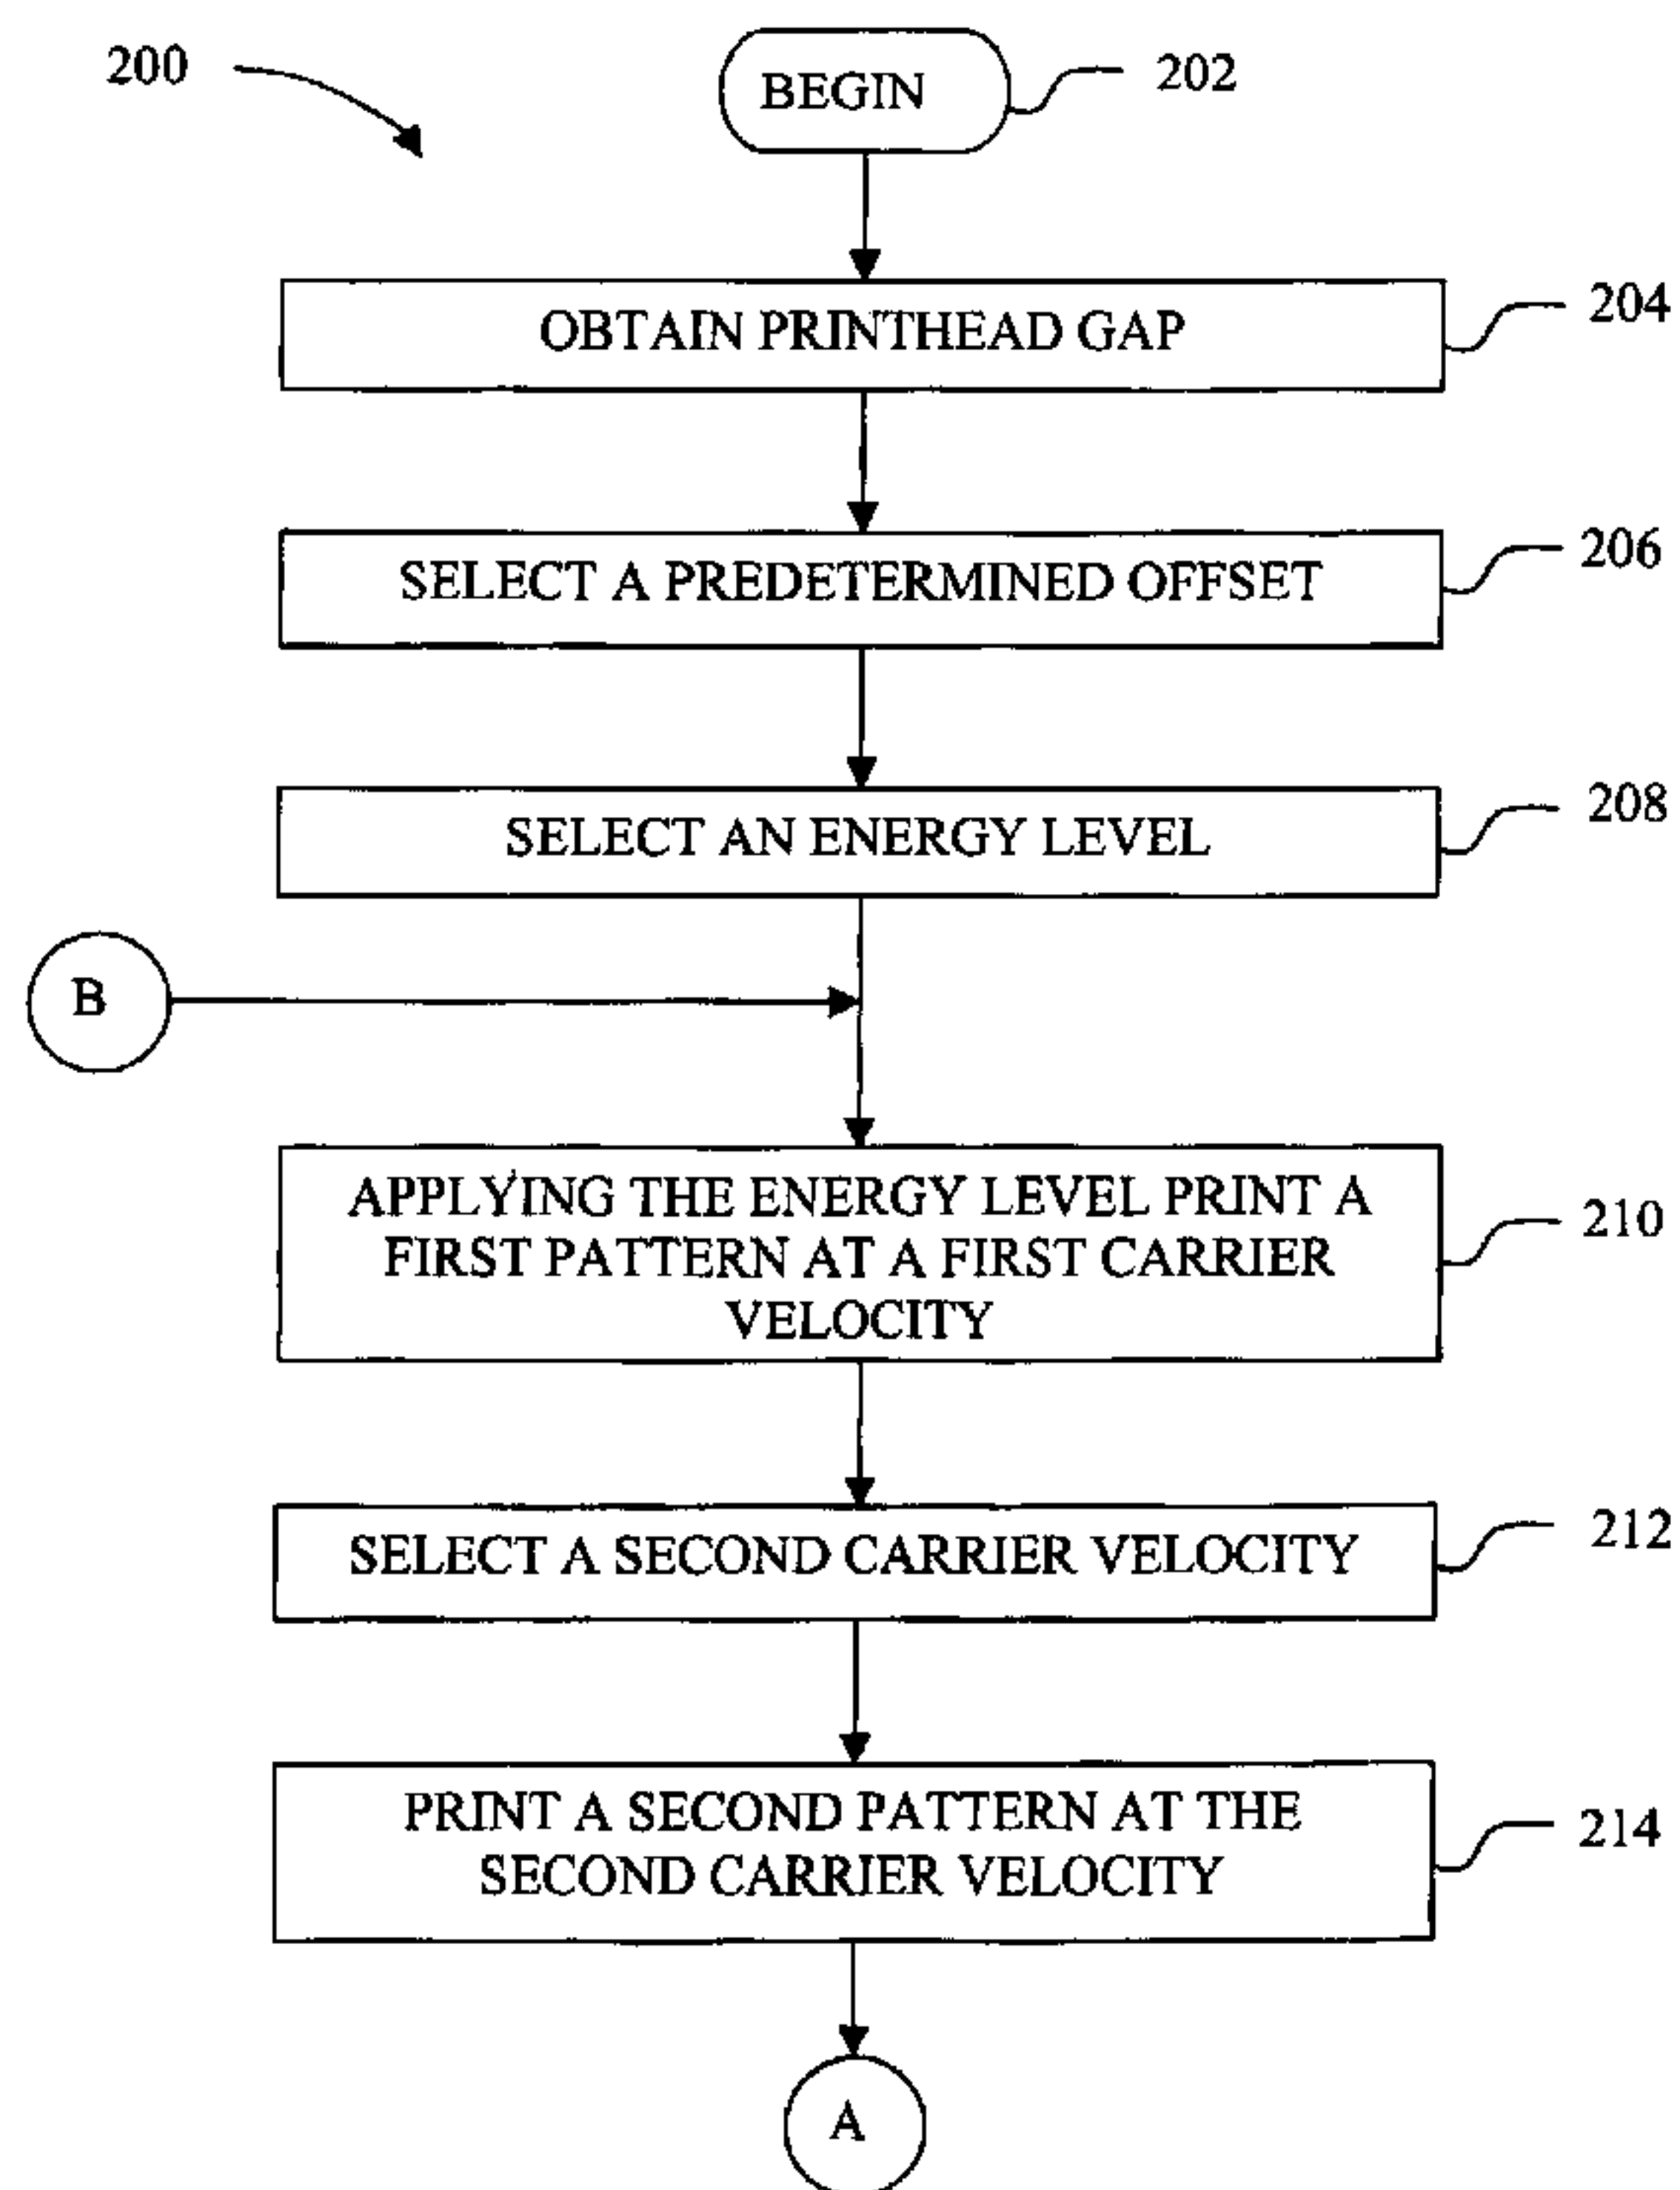 200
BEGIN
202
OBTAIN PRINTHEAD GAP
204
SELECT A PREDETERMINED OFFSET
206
SELECT AN ENERGY LEVEL
208
B
APPLYING THE ENERGY LEVEL PRINT A
FIRST PATTERN AT A FIRST CARRIER
VELOCITY
210
SELECT A SECOND CARRIER VELOCITY
212
PRINT A SECOND PATTERN AT THE
SECOND CARRIER VELOCITY
214
A